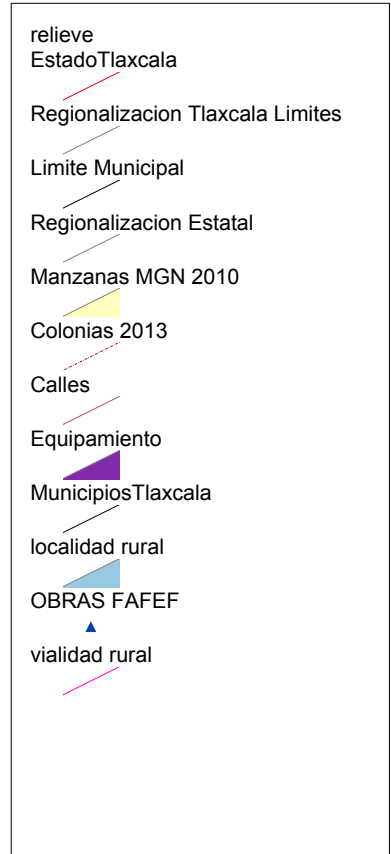 relieve
EstadoTlaxcala
Regionalizacion Tlaxcala Limites
Limite Municipal
Regionalizacion Estatal
Manzanas MGN 2010
Colonias 2013
Calles
Equipamiento
MunicipiosTlaxcala
localidad rural
OBRAS FAFEF
vialidad rural